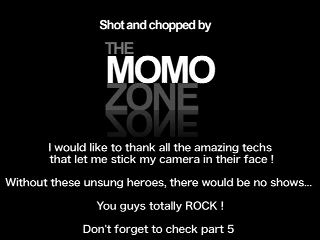 Shot and chopped by
THE
MOMO
ZONE
I would like to thank all the amazing techs
that let me stick my camera in their face !
Without these unsung heroes, there would be no shows...
You guys totally ROCK !
Don't forget to check part 5